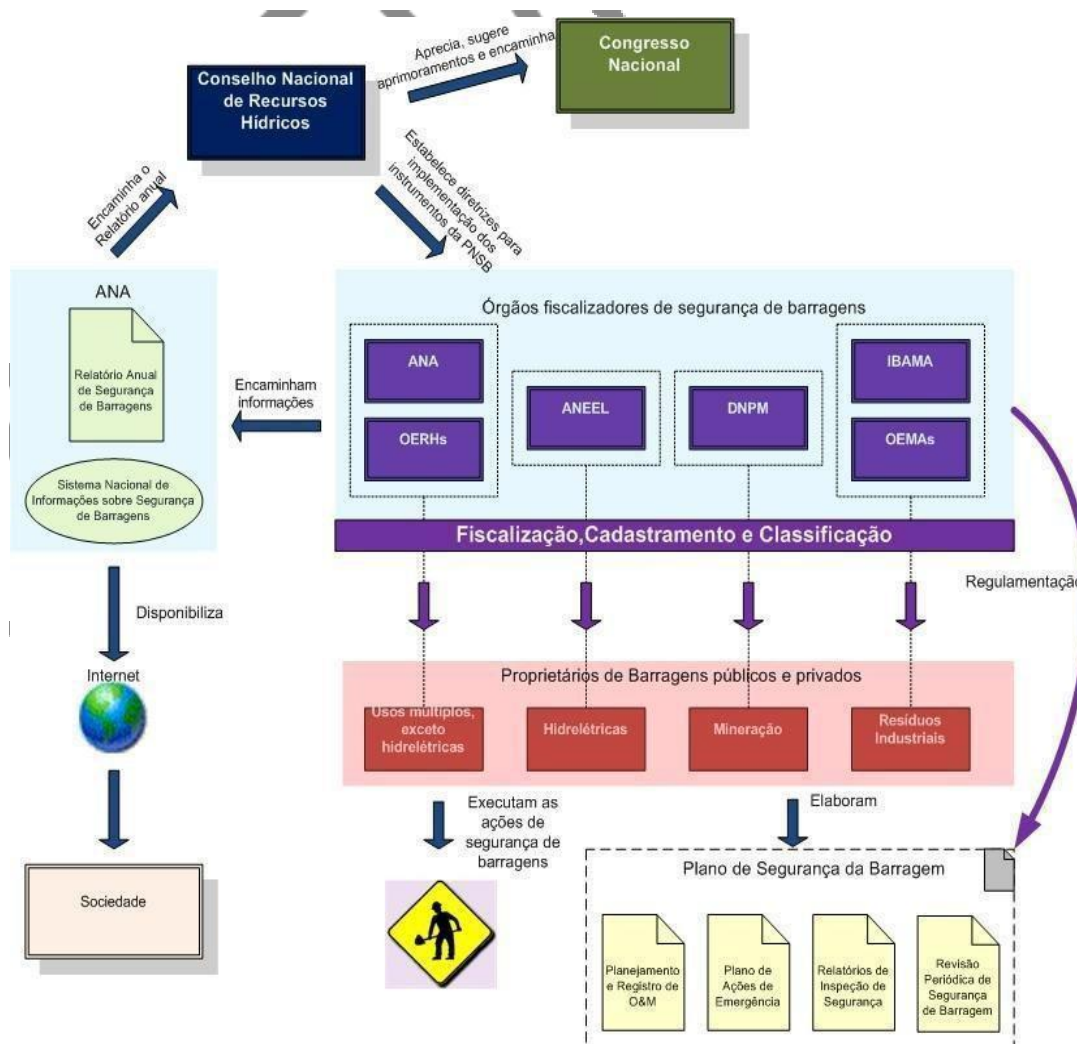 Conselho Nacional
de Recursos
Hídricos
Aprecia, sugere
aprimoramentos e encaminha
Congresso
Nacional
Encaminha o
Relatório anual
Estabelece diretrizes para
implementação dos
instrumentos da PNSB
ANA
Relatório Anual
de Segurança
de Barragens
Sistema Nacional de
Informações sobre Segurança
de Barragens
Encaminham
informações
Órgãos fiscalizadores de segurança de barragens
ANA
OERHs
ANEEL
DNPM
IBAMA
OEMAs
Fiscalização,Cadastramento e Classificação
Regulamentação
Disponibiliza
Internet
Sociedade
Proprietários de Barragens públicos e privados
Usos múltiplos,
exceto
hidrelétricas
Hidrelétricas
Mineração
Resíduos
Industriais
Executam as
ações de
segurança de
barragens
Elaboram
Plano de Segurança da Barragem
Planejamento
e Registro de
O&M
Plano de
Ações de
Emergência
Relatórios de
Inspeção de
Segurança
Revisão
Periódica de
Segurança
de Barragem